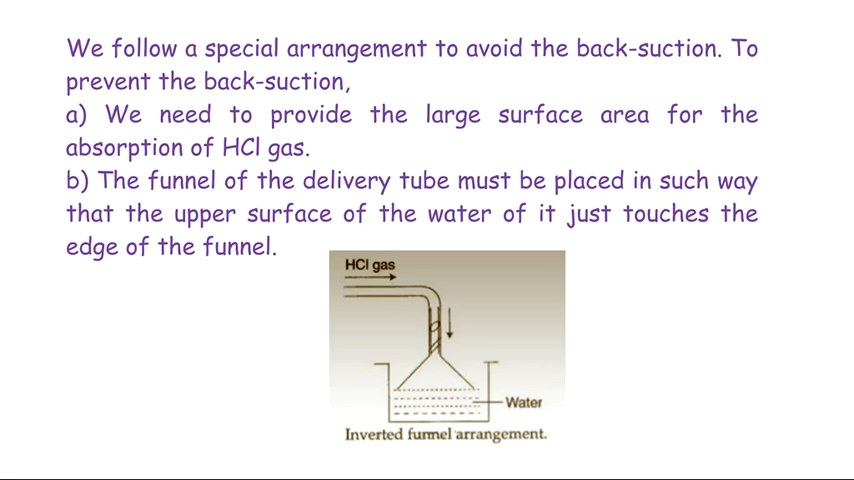 We follow a special arrangement to avoid the back-suction. To
prevent the back-suction,
a) We need to provide the large surface area for the
absorption of HCl gas.
b) The funnel of the delivery tube must be placed in such way
that the upper surface of the water of it just touches the
edge of the funnel.
HCl gas
Water
Inverted funnel arrangement.